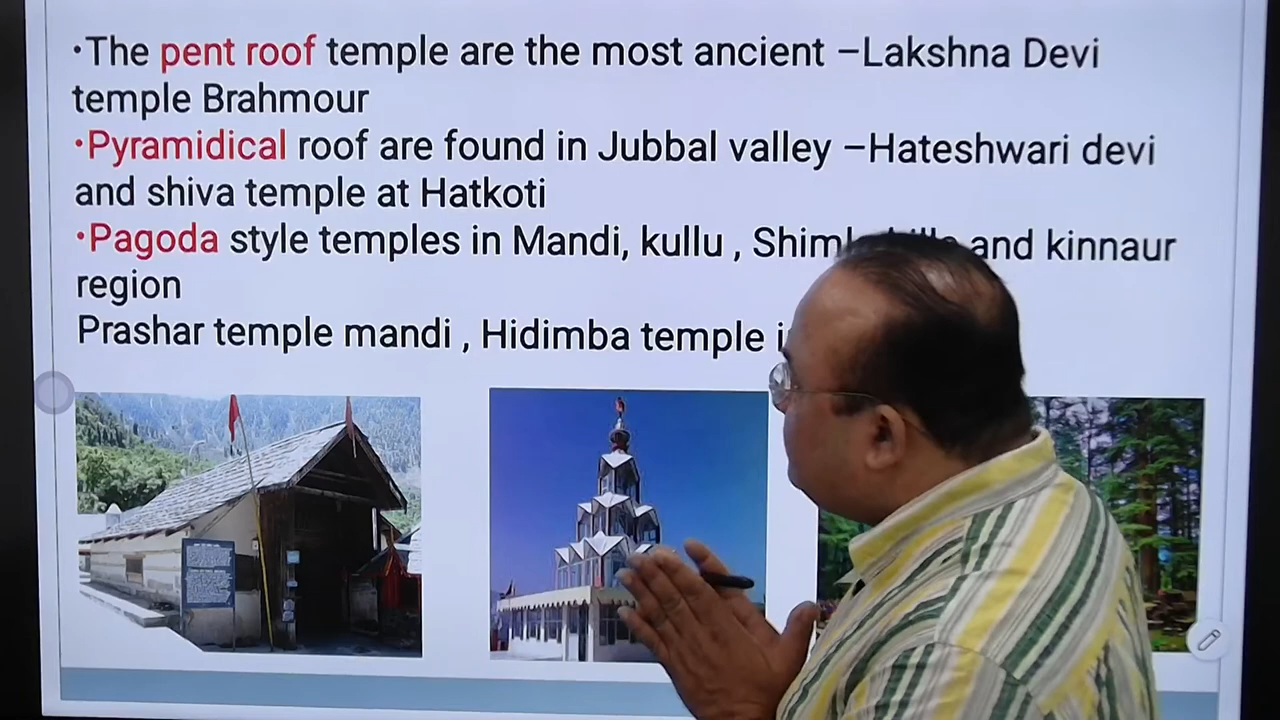 •The pent roof temple are the most ancient –Lakshna Devi
temple Brahmour
•Pyramidical roof are found in Jubbal valley –Hateshwari devi
and shiva temple at Hatkoti
•Pagoda style temples in Mandi, kullu , and kinnaur
region
Prashar temple mandi , Hidimba temple